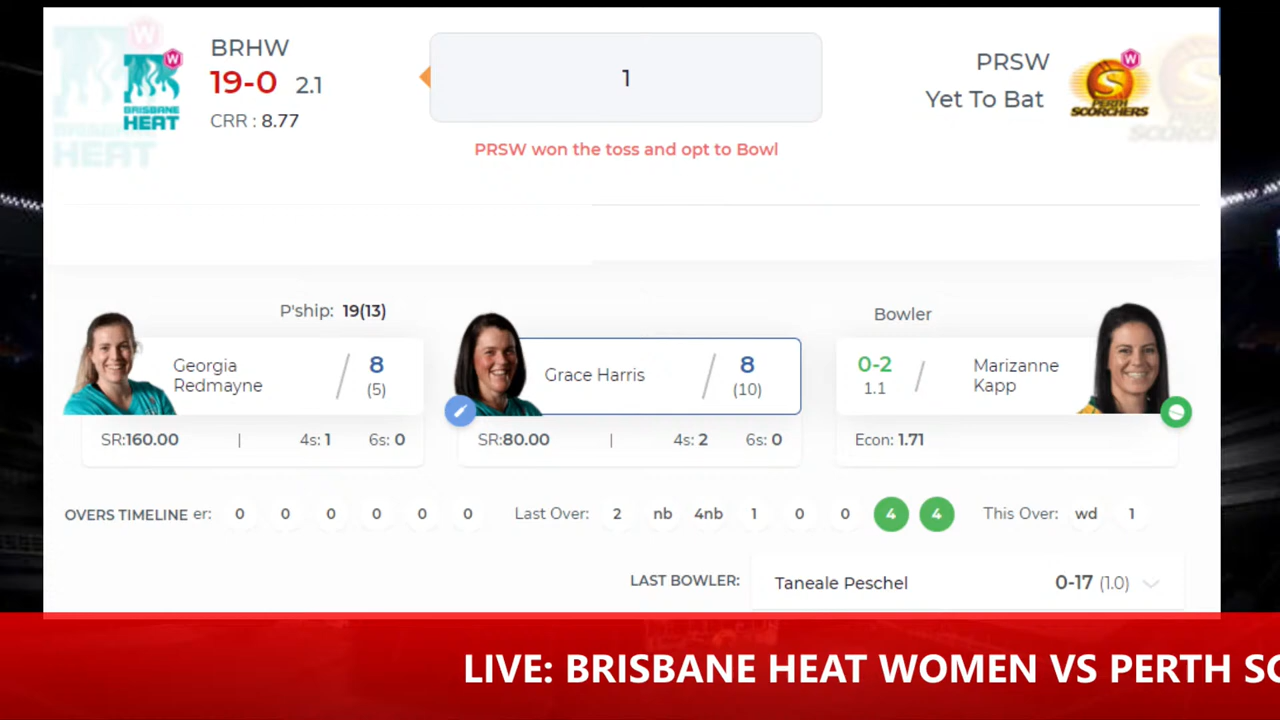 BRHW
19-0 2.1
CRR : 8.77
W
BRISBANE
HEAT
1
PRSW won the toss and opt to Bowl
PRSW
Yet To Bat
W
PERTH
SCORCHERS
P'ship: 19(13)
Georgia
Redmayne
8
(5)
SR:160.00 | 4s: 1 6s: 0
Grace Harris
8
(10)
SR:80.00 | 4s: 2 6s: 0
Bowler
0-2
1.1
Marizanne
Kapp
Econ: 1.71
OVERS TIMELINE er: 0 0 0 0 0 0 Last Over: 2 nb 4nb 1 0 0 4 4 This Over: wd 1
LAST BOWLER: Taneale Peschel 0-17 (1.0)
LIVE: BRISBANE HEAT WOMEN VS PERTH SC